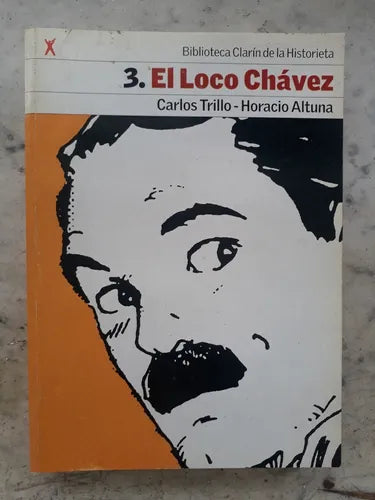 Biblioteca Clarín de la Historieta
3. El Loco Chávez
Carlos Trillo - Horacio Altuna